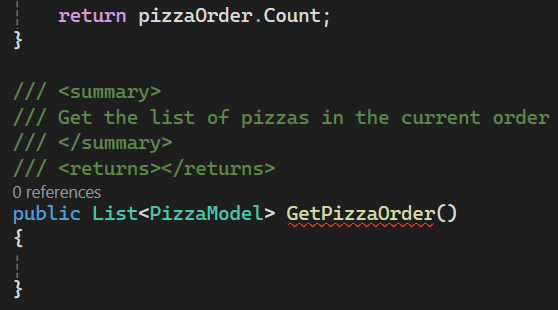 return pizzaOrder.Count;
}
/// <summary>
/// Get the list of pizzas in the current order
/// </summary>
/// <returns></returns>
0 references
public List<PizzaModel> GetPizzaOrder()
{
}